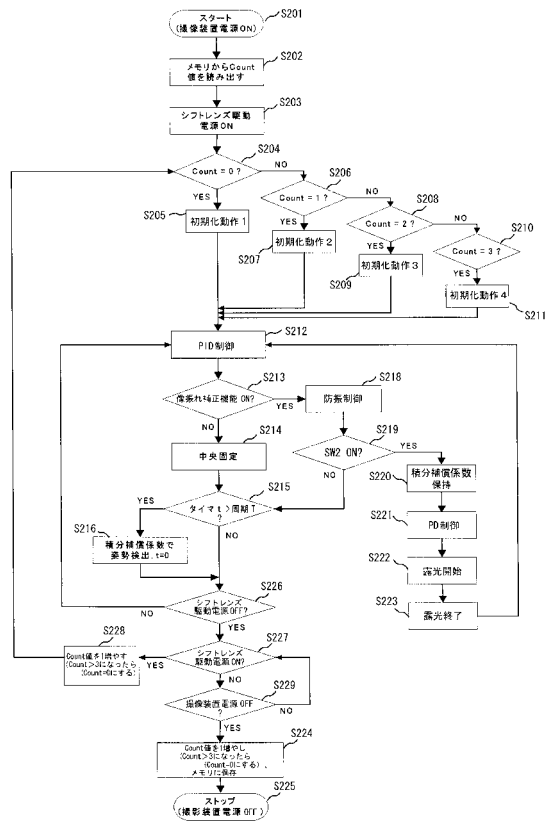 スタート
(撮像装置電源ON)
S201
S202
メモリからCount
値を読み出す
S203
シフトレンズ駆動
電源ON
S204
Count = 0 ?
NO
YES
S205
初期化動作1
S206
Count = 1 ?
NO
YES
S207
初期化動作2
S208
Count = 2 ?
NO
YES
S209
初期化動作3
S210
Count = 3 ?
YES
初期化動作4
S211
PID制御
S212
S213
像振れ補正機能 ON?
YES
NO
S218
防振制御
S214
中央固定
S219
SW2 ON?
YES
NO
S220
積分補償係数
保持
S215
タイマ t > 周期 T
?
YES
NO
S216
積分補償係数で
姿勢検出、t=0
S221
PD制御
S222
露光開始
S223
露光終了
S226
シフトレンズ
駆動電源OFF?
NO
YES
S227
シフトレンズ
駆動電源ON?
YES
NO
S228
Count値を1増やす
(Count>3になったら
(Count=0にする)
S229
撮像装置電源 OFF
?
NO
YES
S224
Count値を1増やし
(Count>3になったら
(Count=0にする)、
メモリに保存
S225
ストップ
(撮影装置電源 OFF)